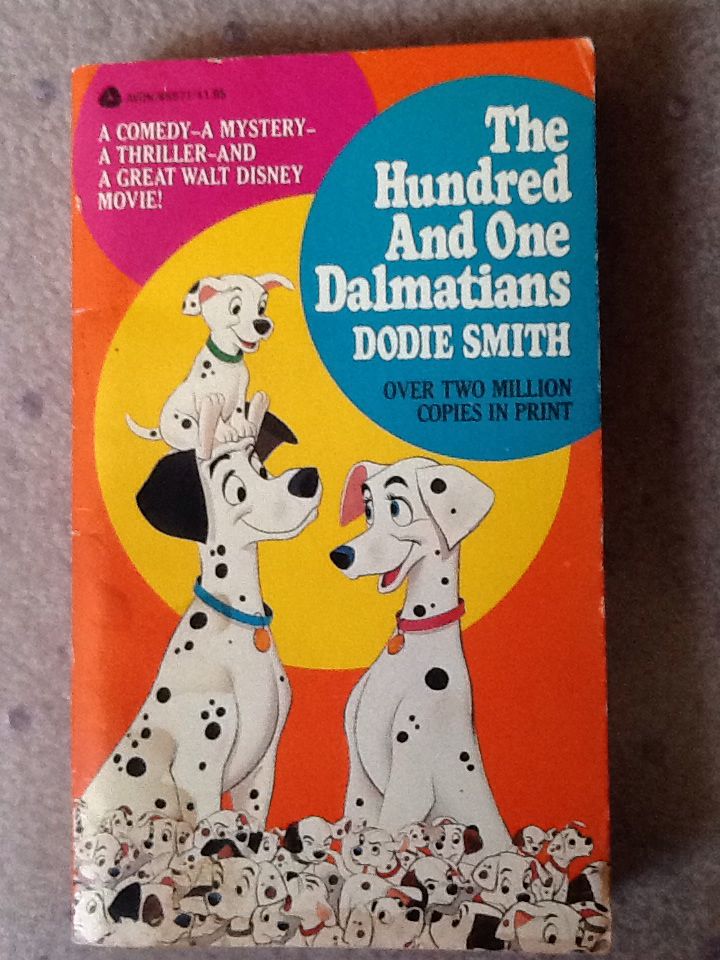 A COMEDY–A MYSTERY–
A THRILLER–AND
A GREAT WALT DISNEY
MOVIE!
The
Hundred
And One
Dalmatians
DODIE SMITH
OVER TWO MILLION
COPIES IN PRINT